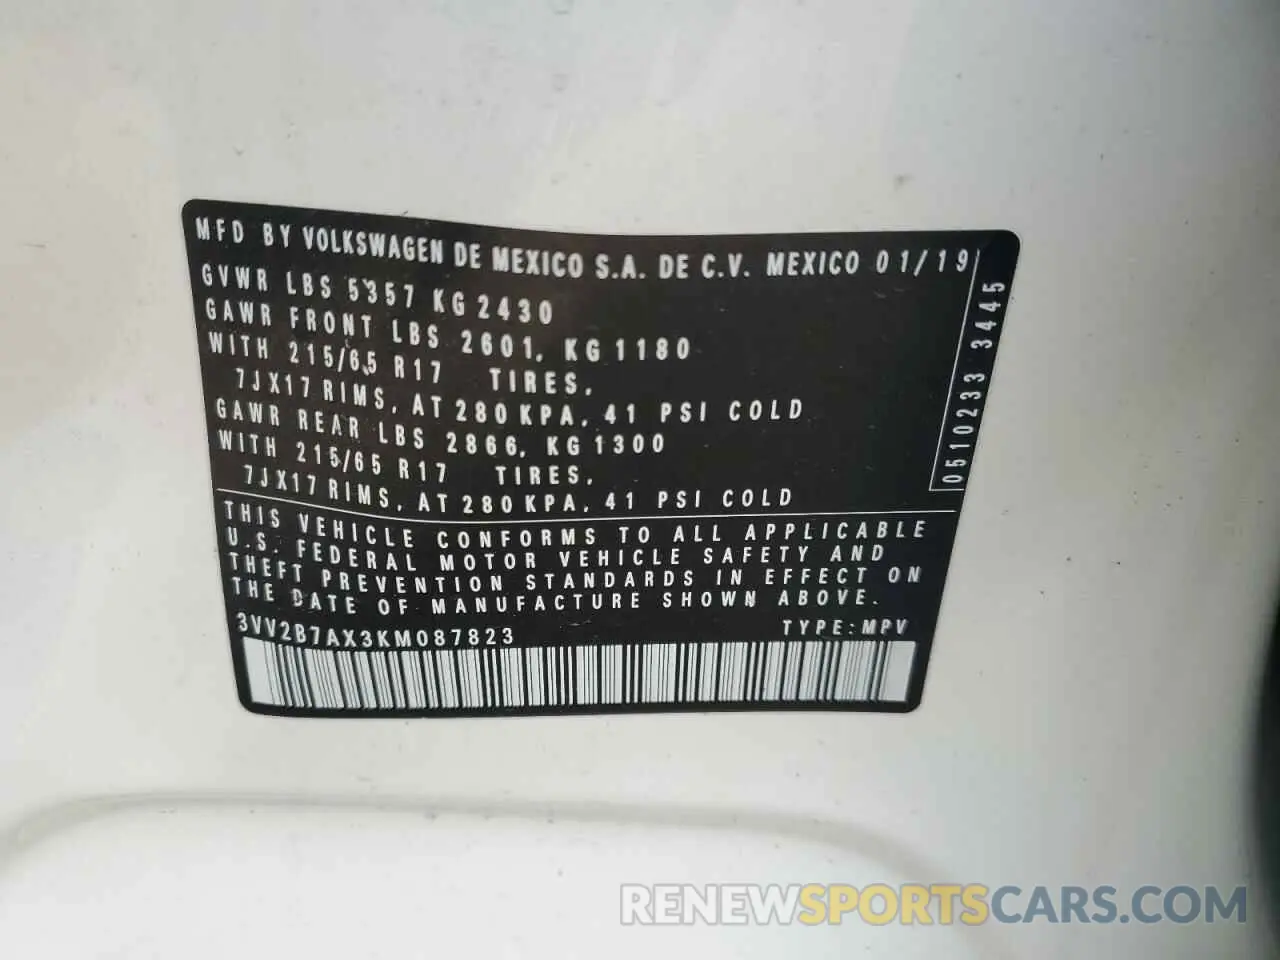 MFD BY VOLKSWAGEN DE MEXICO S.A. DE C.V. MEXICO 01/19
GVWR LBS 5357 KG 2430
GAWR FRONT LBS 2601, KG 1180
WITH 215/65 R17 TIRES,
7JX17 RIMS, AT 280 KPA, 41 PSI COLD
GAWR REAR LBS 2866, KG 1300
WITH 215/65 R17 TIRES,
7JX17 RIMS, AT 280 KPA, 41 PSI COLD
0510233 3445
THIS VEHICLE CONFORMS TO ALL APPLICABLE
U.S. FEDERAL MOTOR VEHICLE SAFETY AND
THEFT PREVENTION STANDARDS IN EFFECT ON
THE DATE OF MANUFACTURE SHOWN ABOVE.
3VV2B7AX3KM087823 TYPE: MPV
RENEWSPORTSCARS.COM